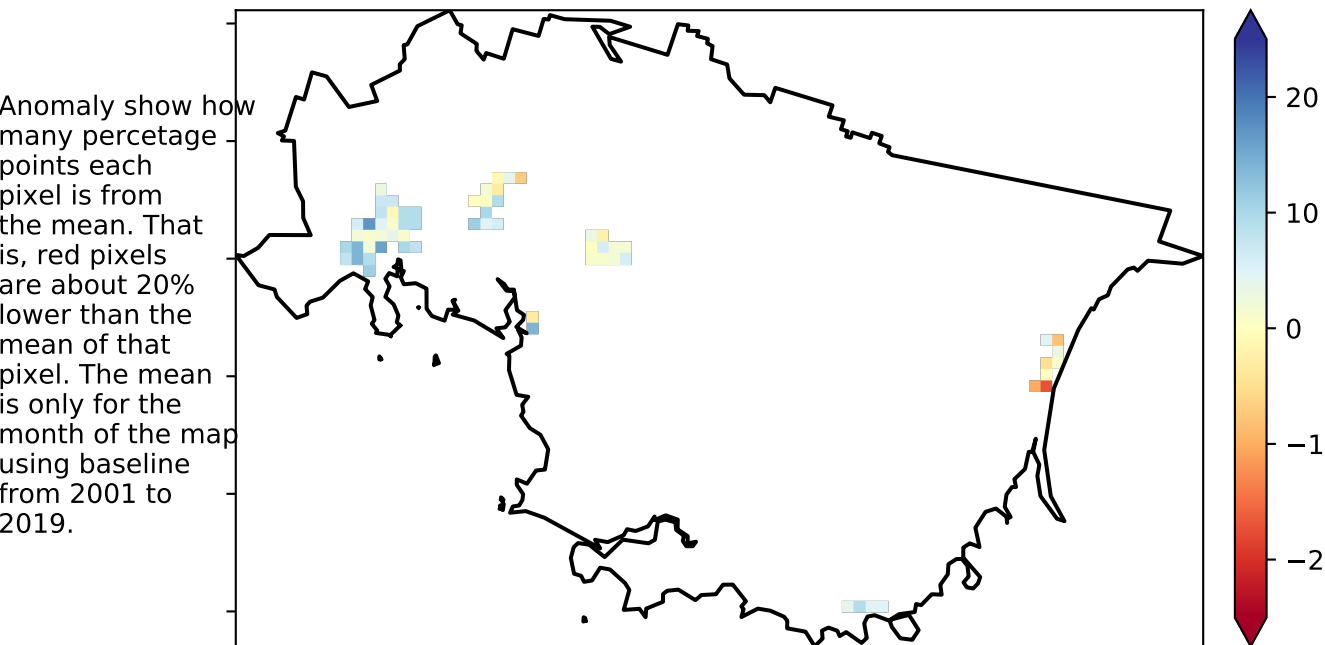 Anomaly show how
many percetage
points each
pixel is from
the mean. That
is, red pixels
are about 20%
lower than the
mean of that
pixel. The mean
is only for the
month of the map
using baseline
from 2001 to
2019.
20
10
0
−1
−2